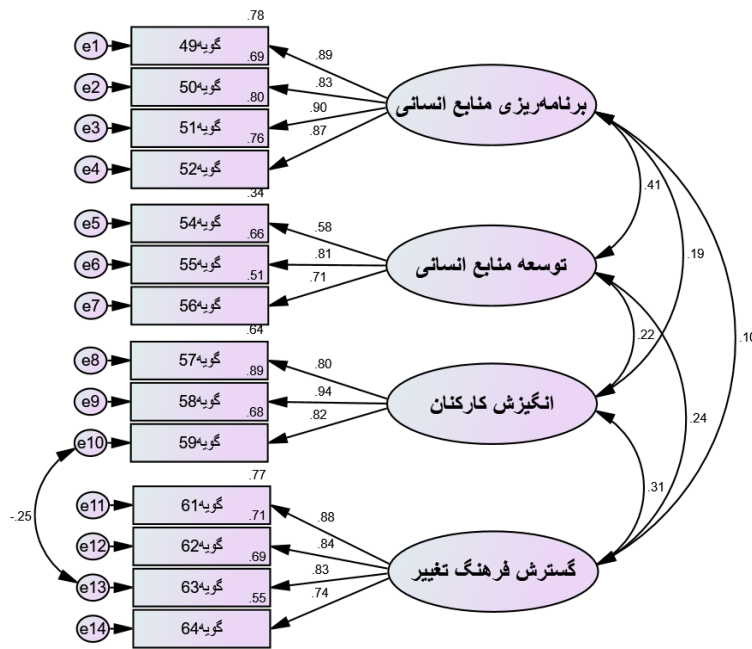 .78
e1
گویه49
.89
.69
e2
گویه50
.83
.80
e3
گویه51
.90
.76
e4
گویه52
.87
برنامه‌ریزی منابع انسانی
.41
.34
e5
گویه54
.58
.66
e6
گویه55
.81
.51
e7
گویه56
.71
توسعه منابع انسانی
.19
.22
.10
.64
e8
گویه57
.80
.89
e9
گویه58
.94
.68
e10
گویه59
.82
انگیزش کارکنان
.24
.31
-.25
.77
e11
گویه61
.88
.71
e12
گویه62
.84
.69
e13
گویه63
.83
.55
e14
گویه64
.74
گسترش فرهنگ تغییر